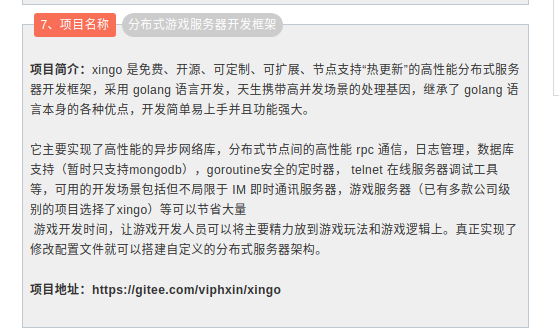 7、项目名称 分布式游戏服务器开发框架
项目简介：xingo 是免费、开源、可定制、可扩展、节点支持“热更新”的高性能分布式服务
器开发框架，采用 golang 语言开发，天生携带高并发场景的处理基因，继承了 golang 语
言本身的各种优点，开发简单易上手并且功能强大。
它主要实现了高性能的异步网络库，分布式节点间的高性能 rpc 通信，日志管理，数据库
支持（暂时只支持mongodb），goroutine安全的定时器， telnet 在线服务器调试工具
等，可用的开发场景包括但不局限于 IM 即时通讯服务器，游戏服务器（已有多款公司级
别的项目选择了xingo）等可以节省大量
游戏开发时间，让游戏开发人员可以将主要精力放到游戏玩法和游戏逻辑上。真正实现了
修改配置文件就可以搭建自定义的分布式服务器架构。
项目地址：https://gitee.com/viphxin/xingo